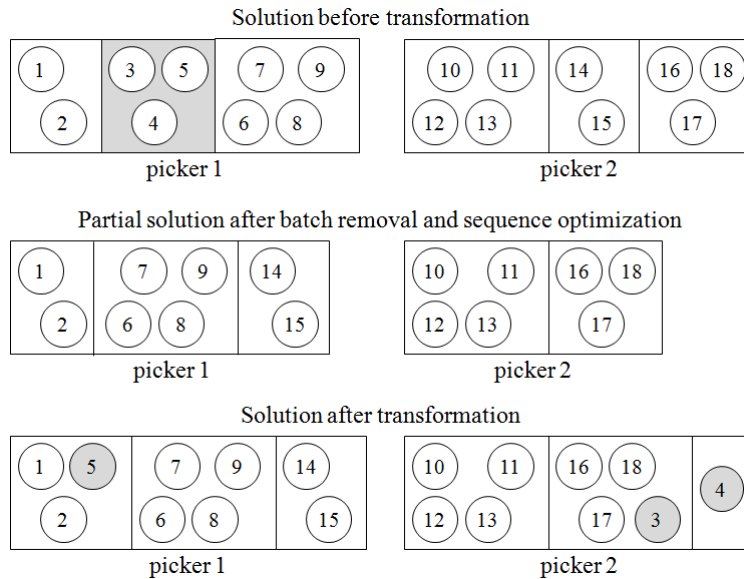 Solution before transformation
1 3 5 7 9 10 11 14 16 18
2 4 6 8 12 13 15 17
picker 1 picker 2
Partial solution after batch removal and sequence optimization
1 7 9 14 10 11 16 18
2 6 8 15 12 13 17
picker 1 picker 2
Solution after transformation
1 5 7 9 14 10 11 16 18 4
2 6 8 15 12 13 17 3
picker 1 picker 2